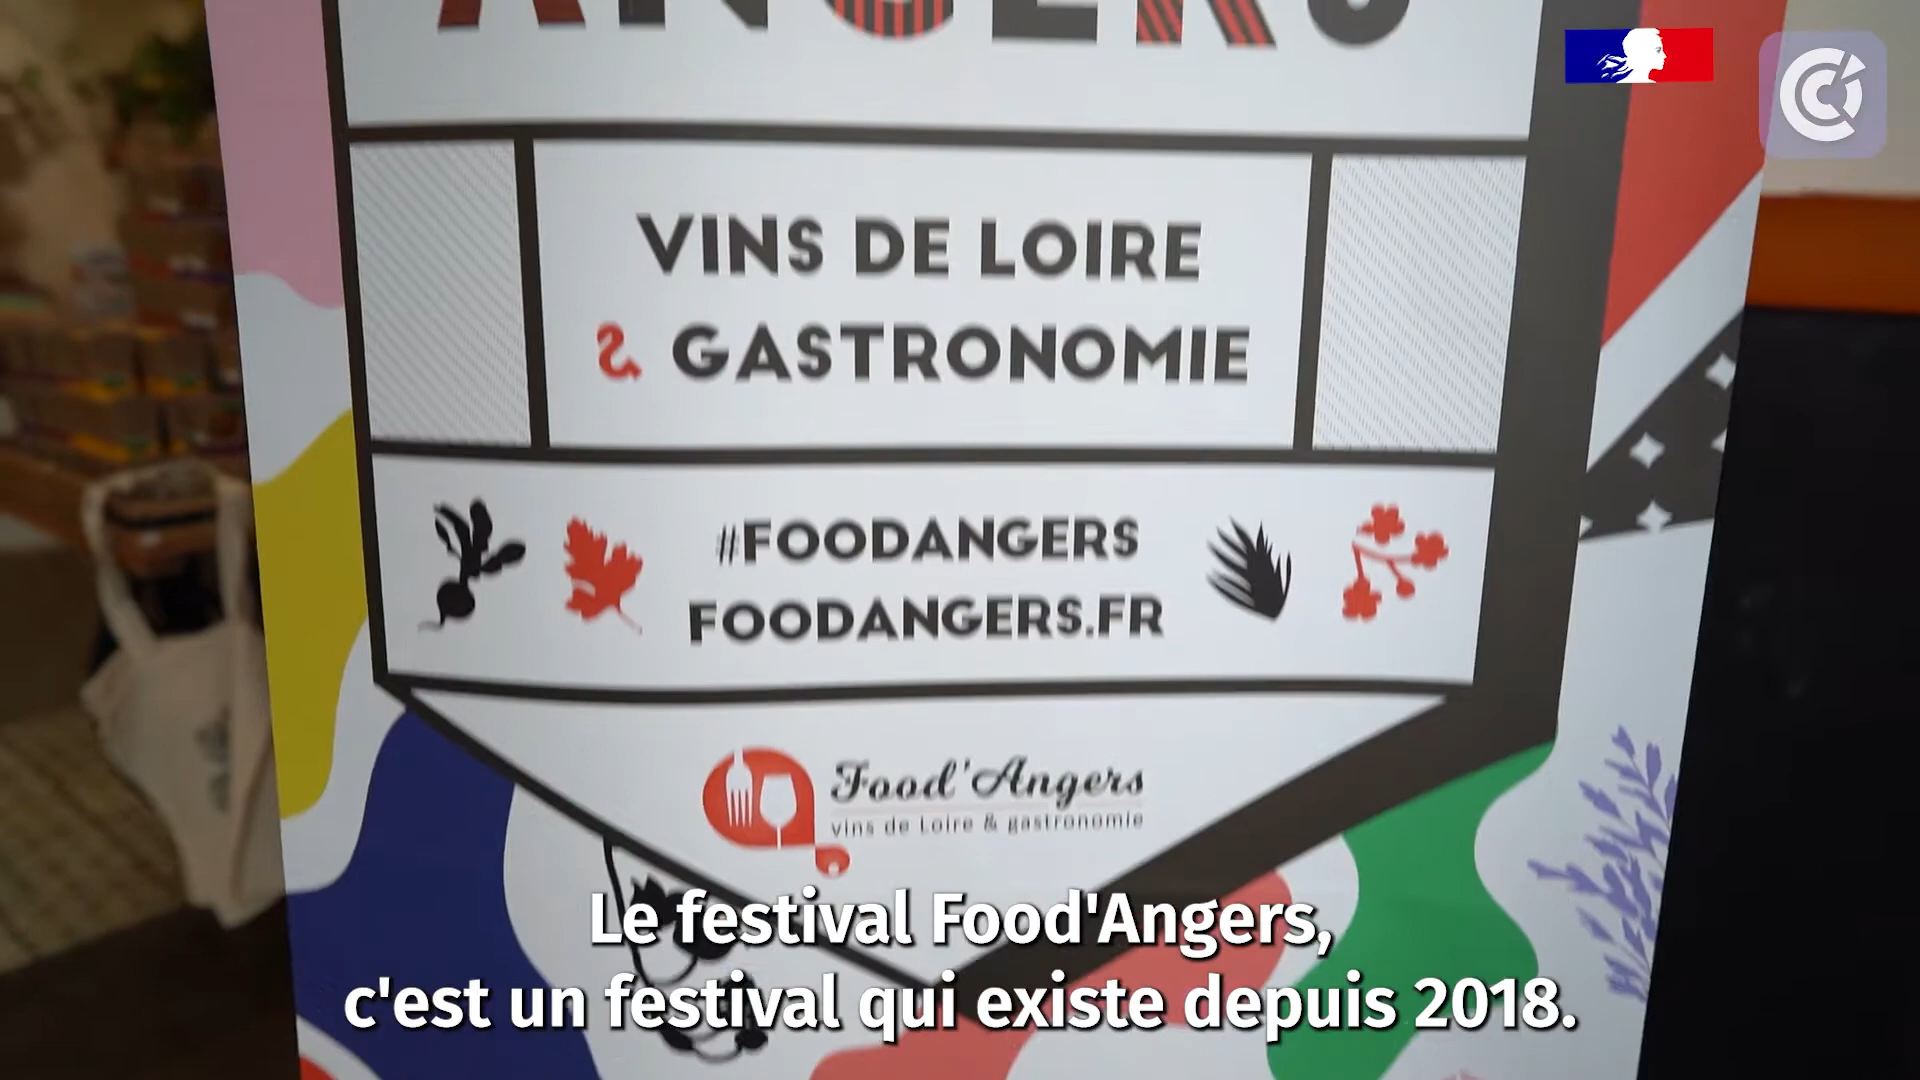 ANGERS
VINS DE LOIRE
& GASTRONOMIE
#FOODANGERS
FOODANGERS.FR
Food'Angers
vins de Loire & gastronomie
Le festival Food'Angers,
c'est un festival qui existe depuis 2018.